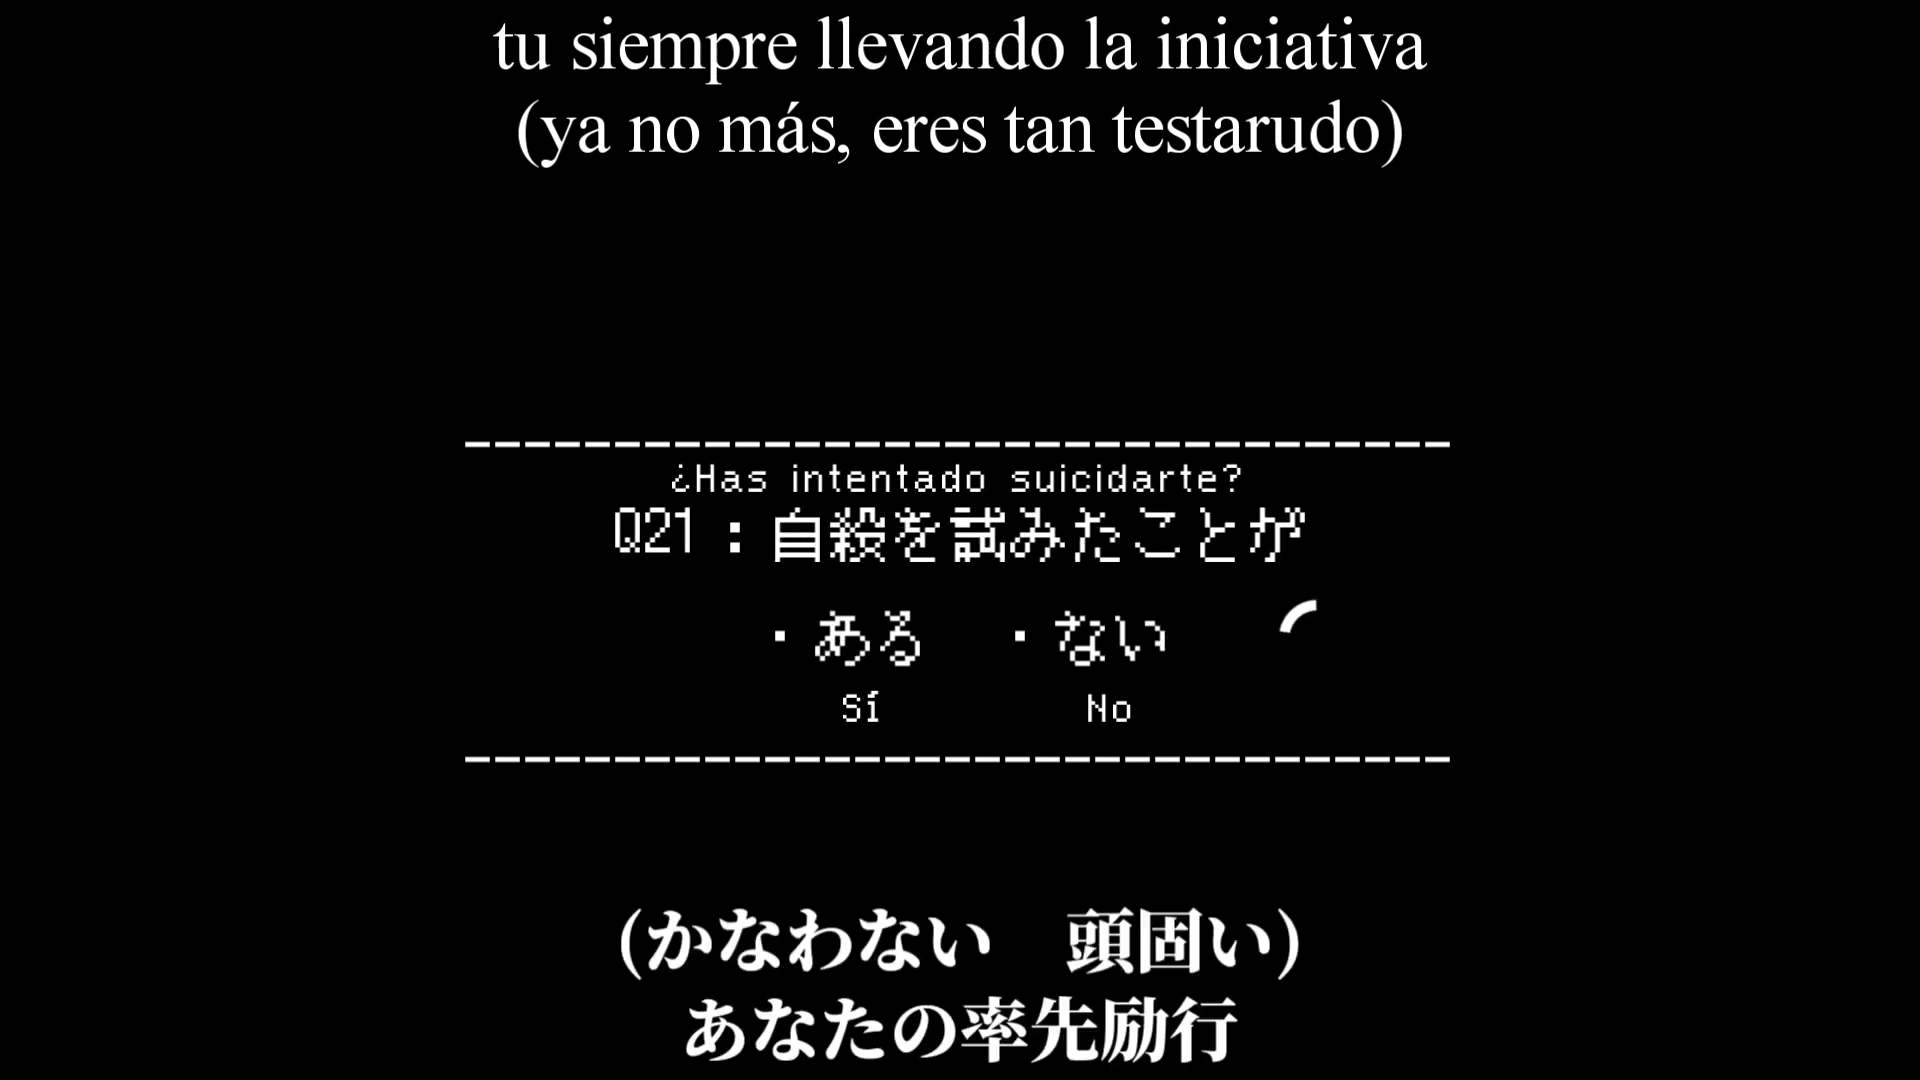 tu siempre llevando la iniciativa
(ya no más, eres tan testarudo)
¿Has intentado suicidarte?
Q21：自殺を試みたことが
・ある ・ない
Sí No
(かなわない　頭固い)
あなたの率先励行